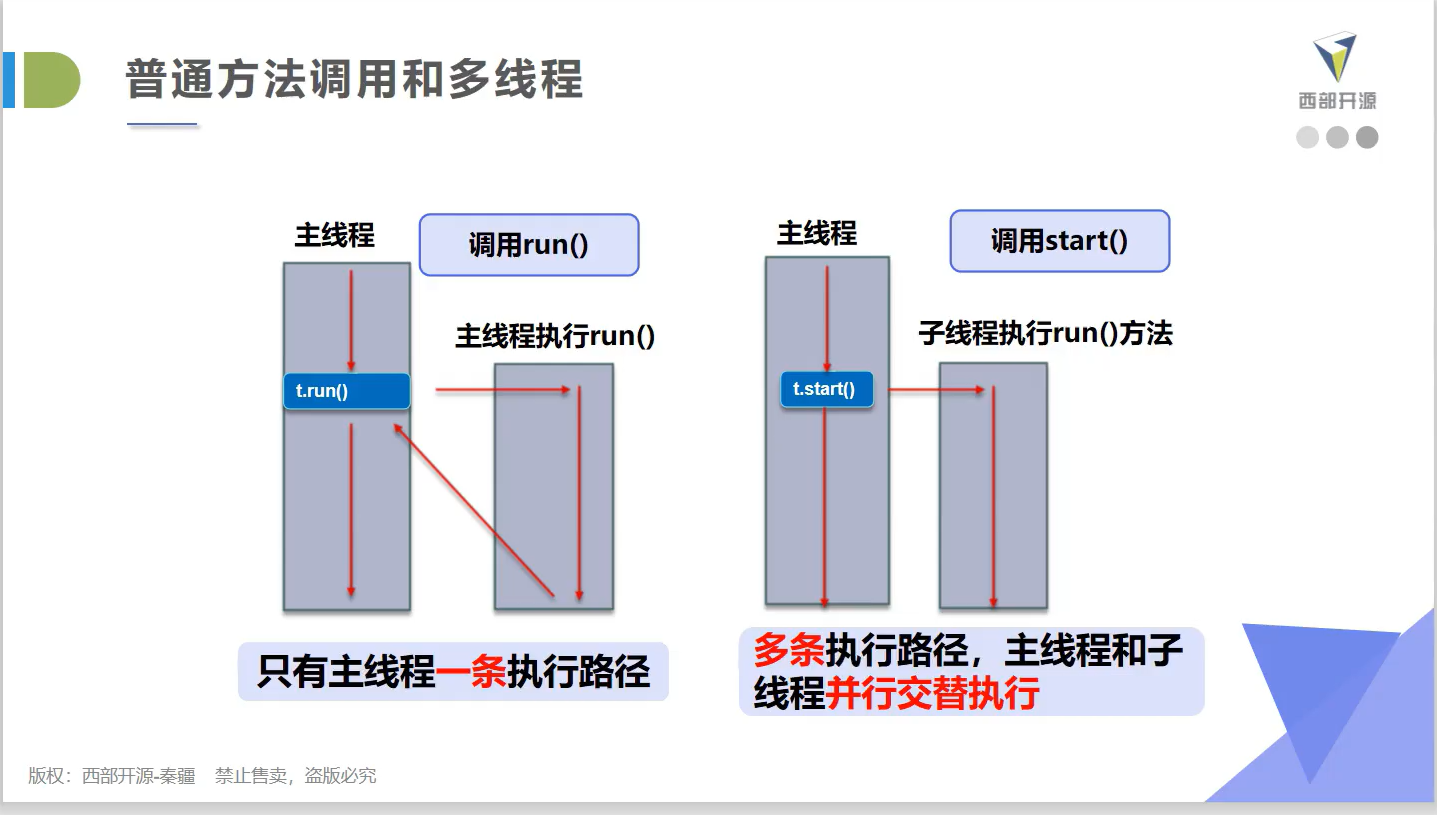 普通方法调用和多线程
西部开源
主线程
调用run()
主线程执行run()
t.run()
只有主线程一条执行路径
主线程
调用start()
子线程执行run()方法
t.start()
多条执行路径，主线程和子
线程并行交替执行
版权：西部开源-秦疆 禁止售卖，盗版必究